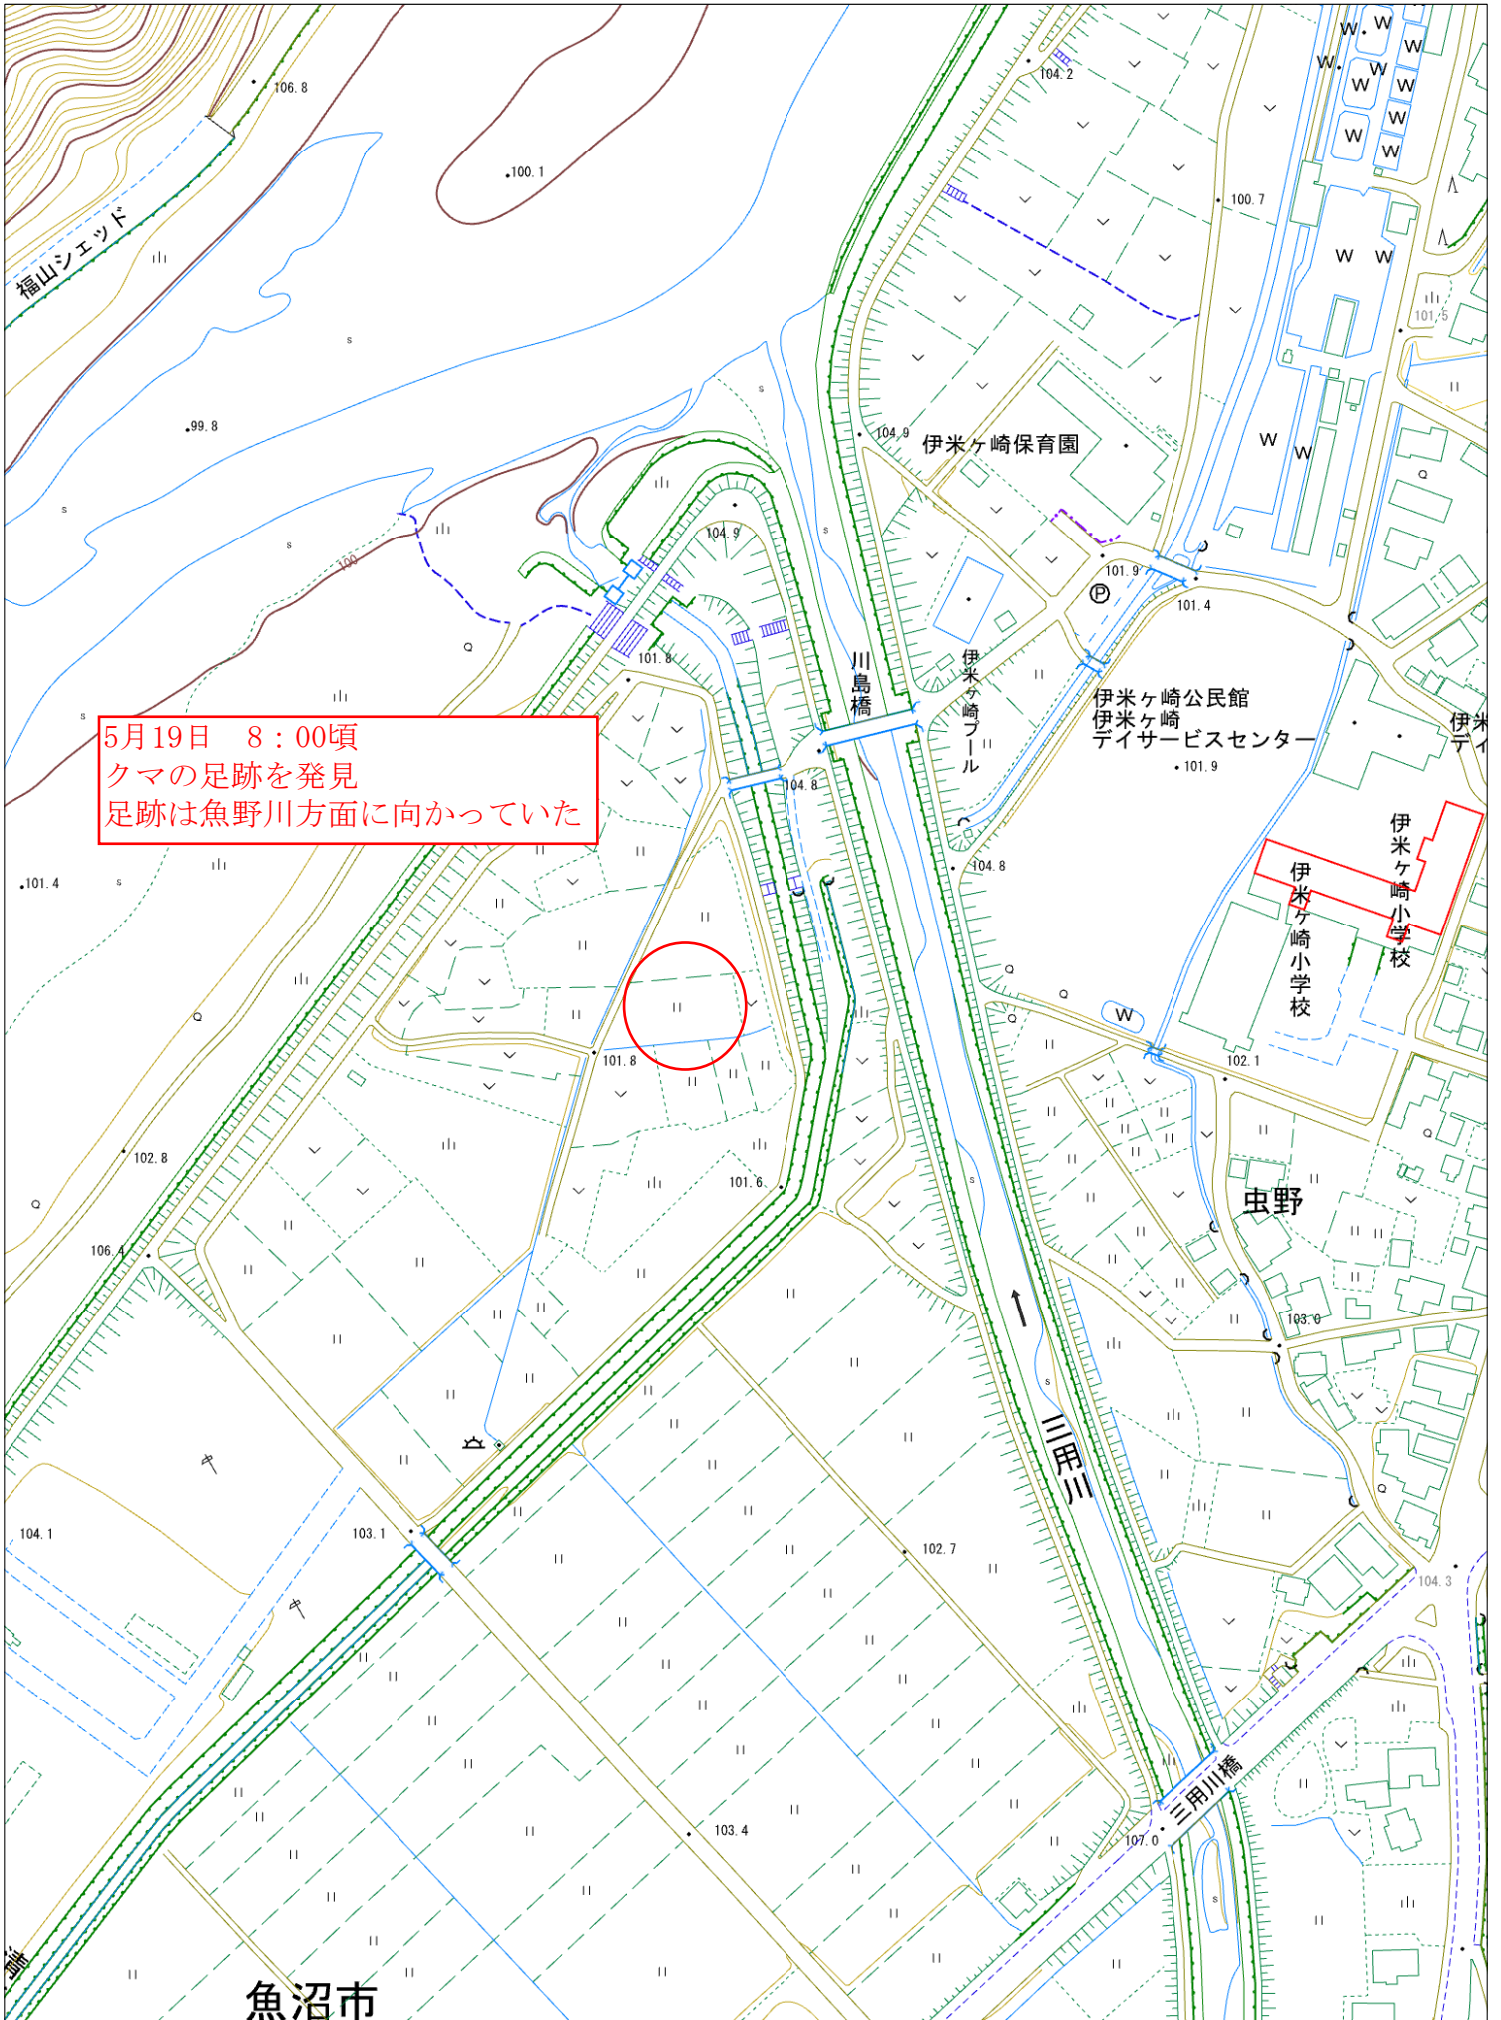 106.8
104.2
W
W
W
W
W
W
W
W
W
W
100.1
100.7
福山シェッド
W
W
101.5
s
99.8
104.9
伊米ヶ崎保育園
W
W
s
s
s
s
104.9
100
101.9
P
101.4
101.8
川島橋
伊米ヶ崎プール
伊米ヶ崎公民館
伊米ヶ崎
デイサービスセンター
伊米
デイ
101.9
s
5月19日 8:00頃
クマの足跡を発見
足跡は魚野川方面に向かっていた
104.8
104.8
101.4
s
伊米ヶ崎小学校
伊米ヶ崎小学校
W
101.8
102.1
102.8
101.6
s
虫野
106.4
103.0
s
三用川
104.1
103.1
102.7
104.3
三用川橋
103.4
107.0
s
魚沼市